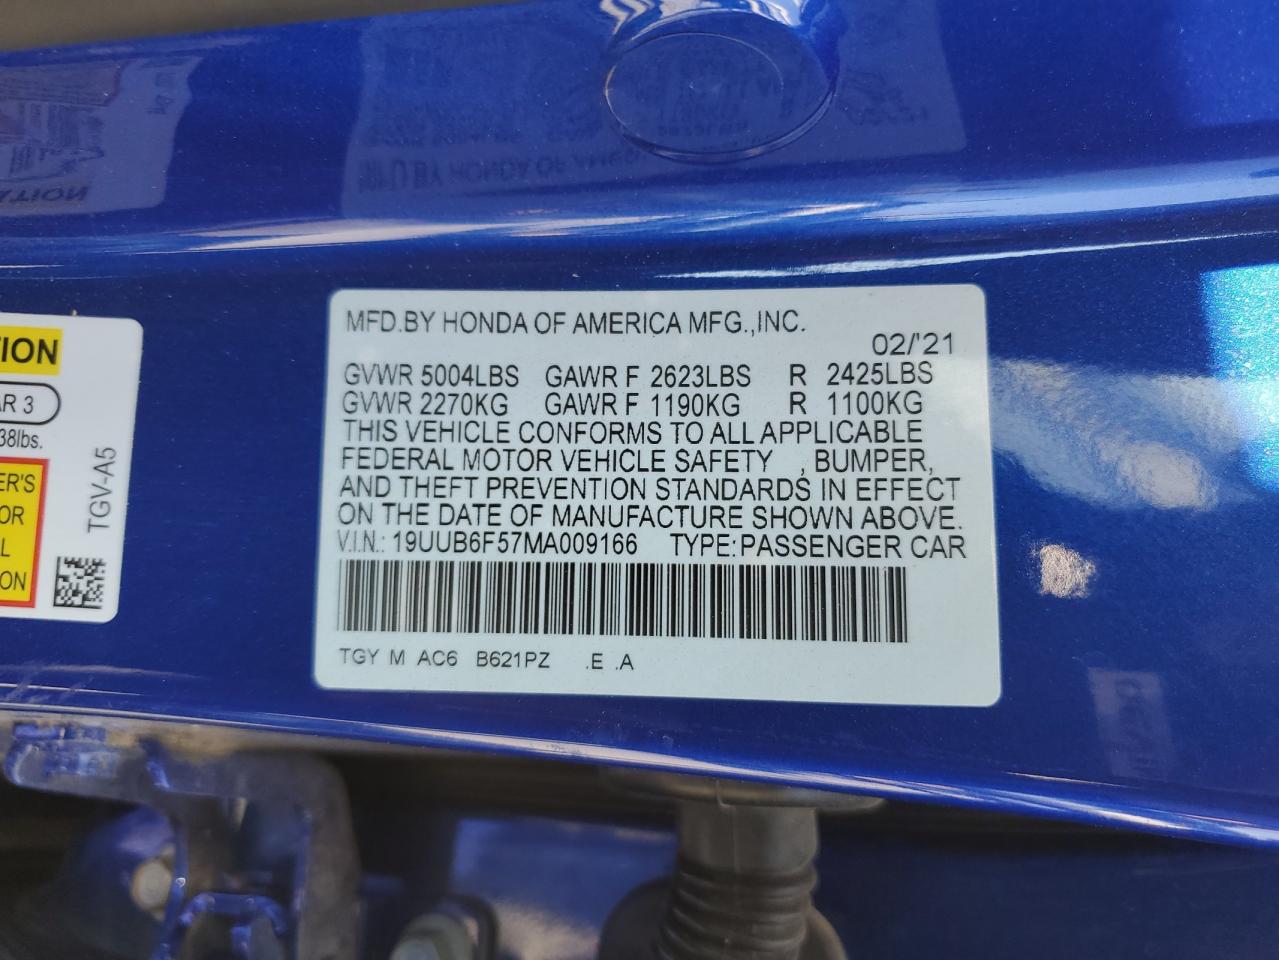 MFD.BY HONDA OF AMERICA MFG.,INC.
02/'21
GVWR 5004LBS GAWR F 2623LBS R 2425LBS
GVWR 2270KG GAWR F 1190KG R 1100KG
THIS VEHICLE CONFORMS TO ALL APPLICABLE
FEDERAL MOTOR VEHICLE SAFETY , BUMPER,
AND THEFT PREVENTION STANDARDS IN EFFECT
ON THE DATE OF MANUFACTURE SHOWN ABOVE.
V.I.N.: 19UUB6F57MA009166 TYPE:PASSENGER CAR
TGY M AC6 B621PZ .E .A
TION
AR 3
38lbs.
ER'S
OR
L
ON
TGV-A5